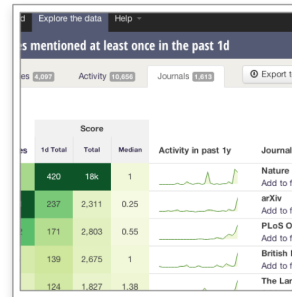 Explore the data Help
s mentioned at least once in the past 1d
es 4,097 Activity 10,656 Journals 1,613 Export t
Score
es 1d Total Total Median Activity in past 1y Journal
420 18k 1 Nature
Add to f
237 2,311 0.25 arXiv
Add to f
171 2,803 0.55 PLoS O
Add to f
139 2,675 1 British
Add to f
124 1,827 1.38 The Lan